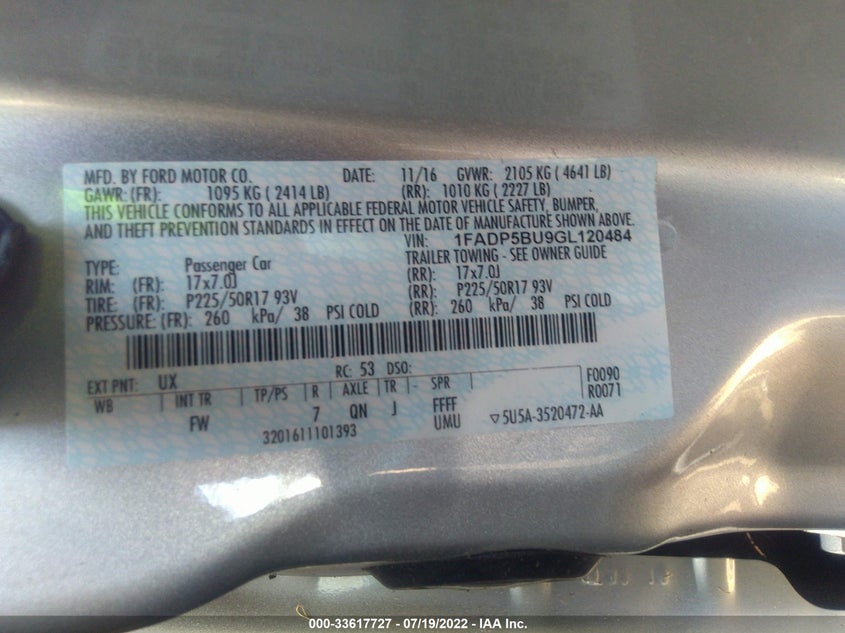 MFD. BY FORD MOTOR CO. DATE: 11/16 GVWR: 2105 KG ( 4641 LB)
GAWR: (FR): 1095 KG ( 2414 LB) (RR): 1010 KG ( 2227 LB)
THIS VEHICLE CONFORMS TO ALL APPLICABLE FEDERAL MOTOR VEHICLE SAFETY, BUMPER,
AND THEFT PREVENTION STANDARDS IN EFFECT ON THE DATE OF MANUFACTURE SHOWN ABOVE.
VIN: 1FADP5BU9GL120484
TYPE: Passenger Car TRAILER TOWING - SEE OWNER GUIDE
RIM: (FR): 17x7.0J (RR): 17x7.0J
TIRE: (FR): P225/50R17 93V (RR): P225/50R17 93V
PRESSURE: (FR): 260 kPa/ 38 PSI COLD (RR): 260 kPa/ 38 PSI COLD
RC: 53 DSO:
EXT PNT: UX F0090
WB INT TR TP/PS R AXLE TR - SPR R0071
FW 7 QN J FFFF
3201611101393 UMU ▽5U5A-3520472-AA
000-33617727 - 07/19/2022 - IAA Inc.